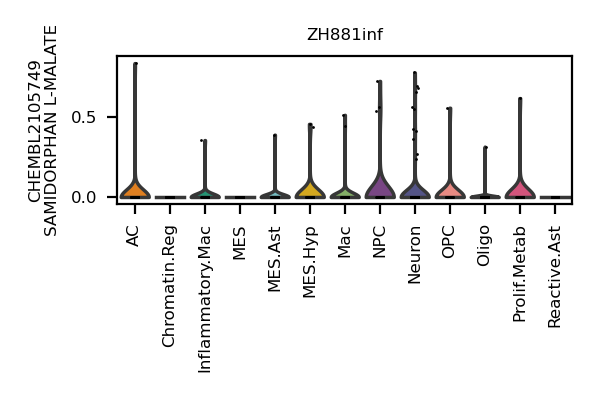 ZH881inf
CHEMBL2105749
SAMIDORPHAN L-MALATE
0.5
0.0
AC
Chromatin.Reg
Inflammatory.Mac
MES
MES.Ast
MES.Hyp
Mac
NPC
Neuron
OPC
Oligo
Prolif.Metab
Reactive.Ast